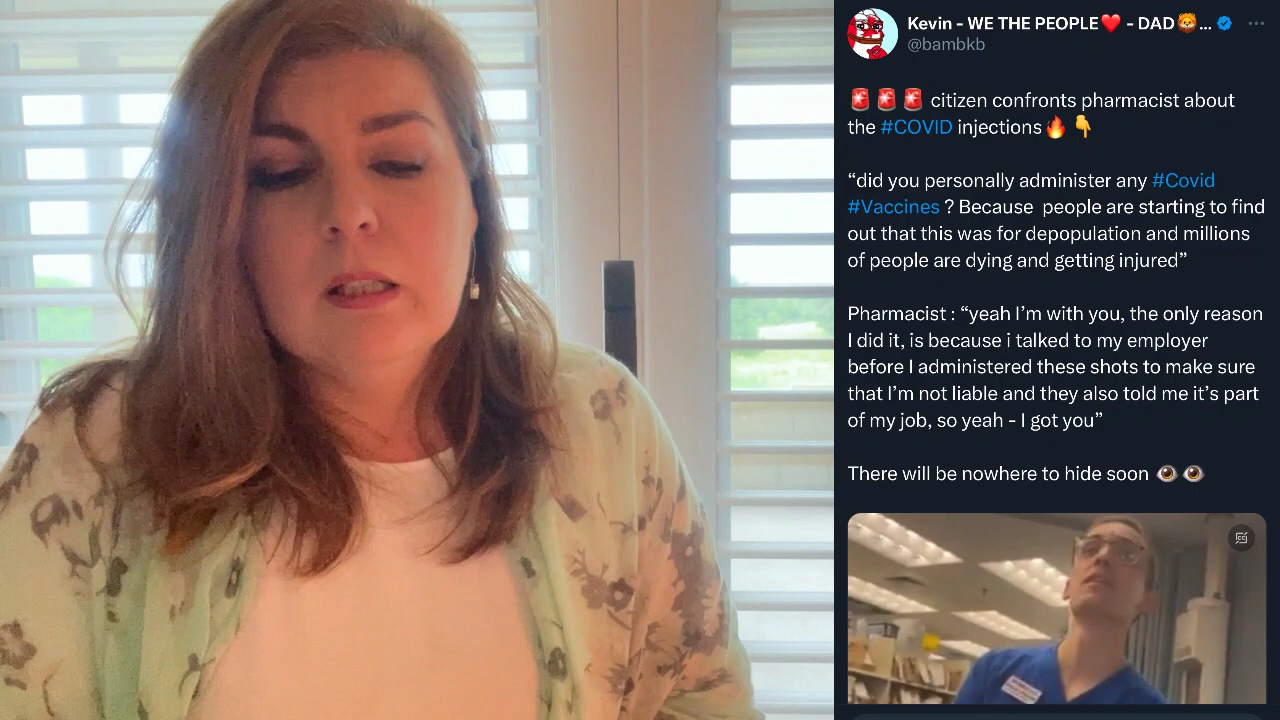 Kevin - WE THE PEOPLE❤️ - DAD🦁...
@bambkb
🚨🚨🚨 citizen confronts pharmacist about
the #COVID injections🔥👇
“did you personally administer any #Covid
#Vaccines ? Because people are starting to find
out that this was for depopulation and millions
of people are dying and getting injured”
Pharmacist : “yeah I’m with you, the only reason
I did it, is because i talked to my employer
before I administered these shots to make sure
that I’m not liable and they also told me it’s part
of my job, so yeah - I got you”
There will be nowhere to hide soon 👁️👁️